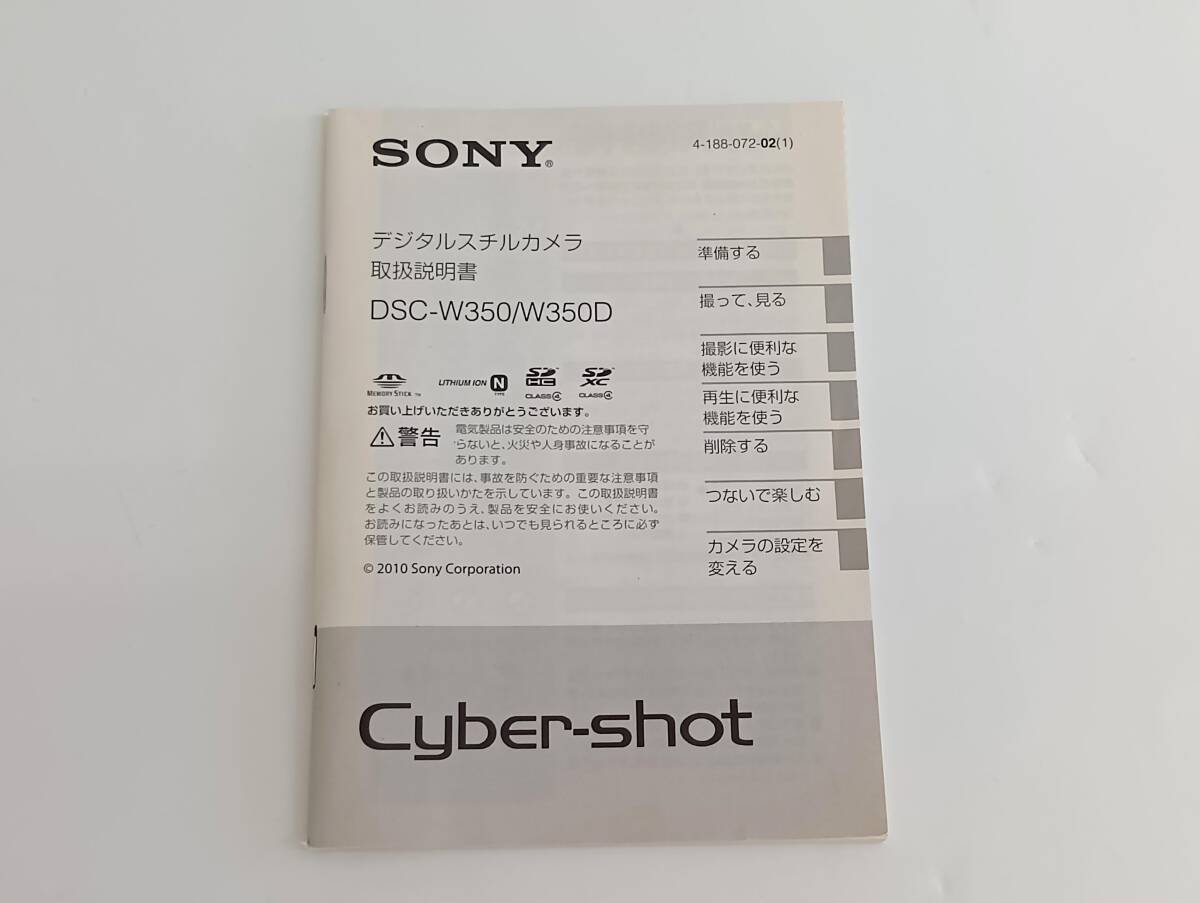 SONY®
4-188-072-02(1)
デジタルスチルカメラ
取扱説明書
DSC-W350/W350D
MEMORY STICK ™
LITHIUM ION N TYPE
SD HC CLASS4
SD XC CLASS4
お買い上げいただきありがとうございます。
警告
電気製品は安全のための注意事項を守
らないと、火災や人身事故になることが
あります。
この取扱説明書には、事故を防ぐための重要な注意事項
と製品の取り扱いかたを示しています。この取扱説明書
をよくお読みのうえ、製品を安全にお使いください。
お読みになったあとは、いつでも見られるところに必ず
保管してください。
© 2010 Sony Corporation
準備する
撮って、見る
撮影に便利な
機能を使う
再生に便利な
機能を使う
削除する
つないで楽しむ
カメラの設定を
変える
Cyber-shot